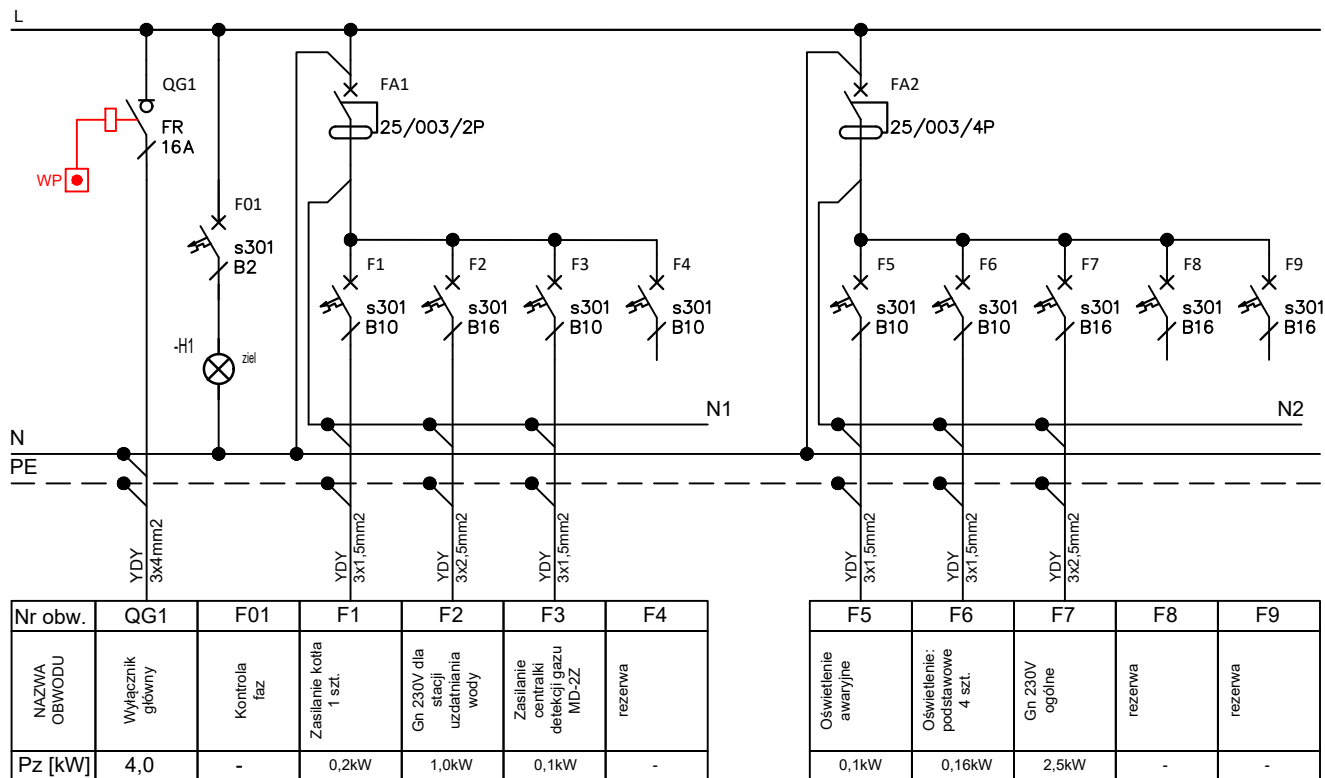 L
QG1
FR
16A
WP
F01
s301
B2
-H1
ziel
FA1
25/003/2P
F1
s301
B10
F2
s301
B16
F3
s301
B10
F4
s301
B10
FA2
25/003/4P
F5
s301
B10
F6
s301
B10
F7
s301
B16
F8
s301
B16
F9
s301
B16
N1
N2
N
PE
YDY
3x4mm2
YDY
3x1,5mm2
YDY
3x2,5mm2
YDY
3x1,5mm2
YDY
3x1,5mm2
YDY
3x1,5mm2
YDY
3x2,5mm2
Nr obw.
QG1
F01
F1
F2
F3
F4
F5
F6
F7
F8
F9
NAZWA
OBWODU
Wyłącznik
główny
Kontrola
faz
Zasilanie kotła
1 szt.
Gn 230V dla
stacji
uzdatniania
wody
Zasilanie
centralki
detekcji gazu
MD-2Z
rezerwa
Oświetlenie
awaryjne
Oświetlenie:
podstawowe
4 szt.
Gn 230V
ogólne
rezerwa
rezerwa
Pz [kW]
4,0
-
0,2kW
1,0kW
0,1kW
-
0,1kW
0,16kW
2,5kW
-
-